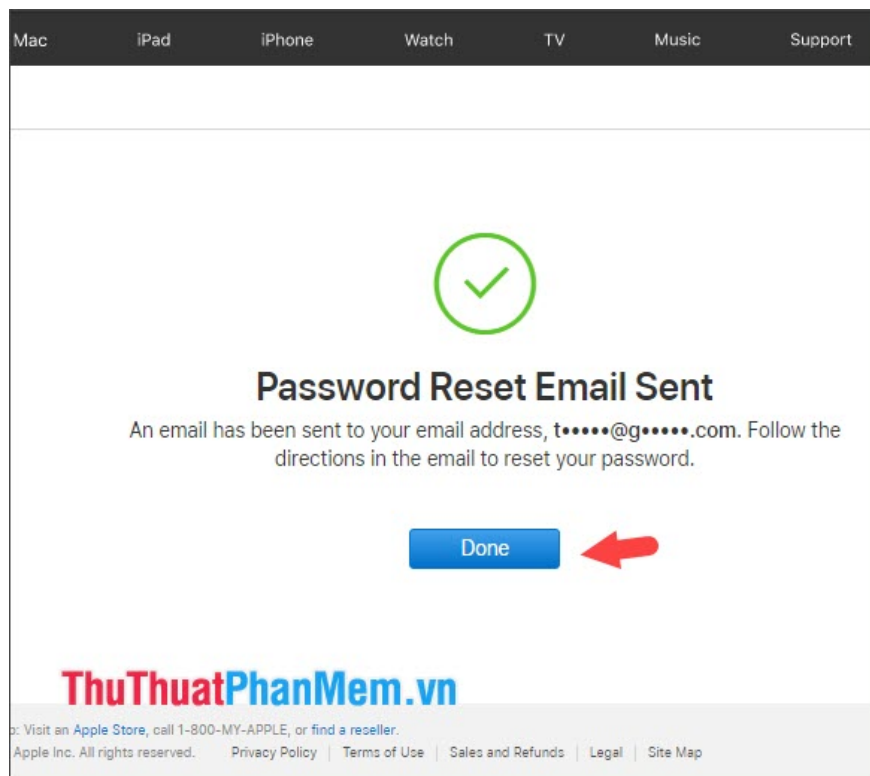 Mac iPad iPhone Watch TV Music Support
Password Reset Email Sent
An email has been sent to your email address, t•••••@g•••••.com. Follow the
directions in the email to reset your password.
Done
ThuThuatPhanMem.vn
: Visit an Apple Store, call 1-800-MY-APPLE, or find a reseller.
Apple Inc. All rights reserved. Privacy Policy | Terms of Use | Sales and Refunds | Legal | Site Map